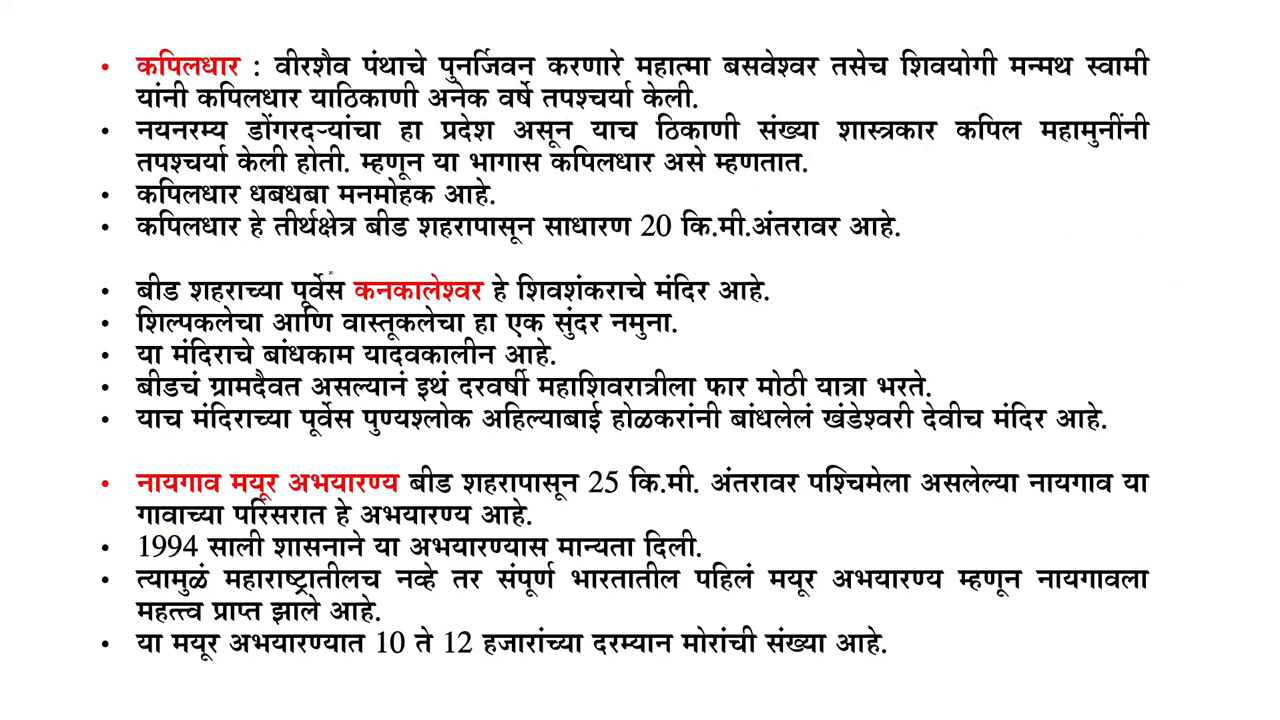 • कपिलधार : वीरशैव पंथाचे पुनर्जिवन करणारे महात्मा बसवेश्वर तसेच शिवयोगी मन्मथ स्वामी
यांनी कपिलधार याठिकाणी अनेक वर्षे तपश्चर्या केली.
• नयनरम्य डोंगरदऱ्यांचा हा प्रदेश असून याच ठिकाणी संख्या शास्त्रकार कपिल महामुनींनी
तपश्चर्या केली होती. म्हणून या भागास कपिलधार असे म्हणतात.
• कपिलधार धबधबा मनमोहक आहे.
• कपिलधार हे तीर्थक्षेत्र बीड शहरापासून साधारण 20 कि.मी.अंतरावर आहे.
• बीड शहराच्या पूर्वेस कनकालेश्वर हे शिवशंकराचे मंदिर आहे.
• शिल्पकलेचा आणि वास्तूकलेचा हा एक सुंदर नमुना.
• या मंदिराचे बांधकाम यादवकालीन आहे.
• बीडचं ग्रामदैवत असल्यानं इथं दरवर्षी महाशिवरात्रीला फार मोठी यात्रा भरते.
• याच मंदिराच्या पूर्वेस पुण्यश्लोक अहिल्याबाई होळकरांनी बांधलेलं खंडेश्वरी देवीच मंदिर आहे.
• नायगाव मयूर अभयारण्य बीड शहरापासून 25 कि.मी. अंतरावर पश्चिमेला असलेल्या नायगाव या
गावाच्या परिसरात हे अभयारण्य आहे.
• 1994 साली शासनाने या अभयारण्यास मान्यता दिली.
• त्यामुळं महाराष्ट्रातीलच नव्हे तर संपूर्ण भारतातील पहिलं मयूर अभयारण्य म्हणून नायगावला
महत्त्व प्राप्त झाले आहे.
• या मयूर अभयारण्यात 10 ते 12 हजारांच्या दरम्यान मोरांची संख्या आहे.